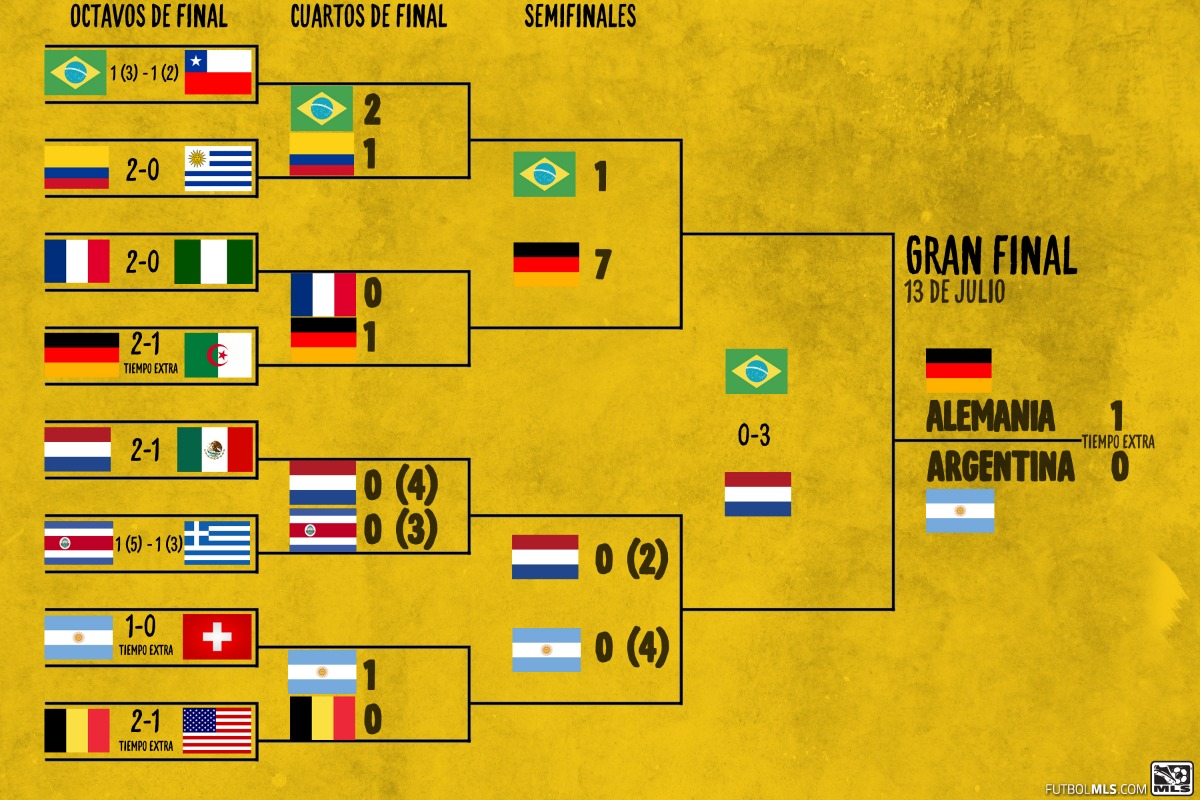 OCTAVOS DE FINAL
CUARTOS DE FINAL
SEMIFINALES
1 (3) - 1 (2)
2-0
2-0
2-1
TIEMPO EXTRA
2-1
1 (5) - 1 (3)
1-0
TIEMPO EXTRA
2-1
TIEMPO EXTRA
2
1
0
1
0 (4)
0 (3)
1
0
1
7
0 (2)
0 (4)
0-3
GRAN FINAL
13 DE JULIO
ALEMANIA 1
TIEMPO EXTRA
ARGENTINA 0
FUTBOLMLS.COM
MLS